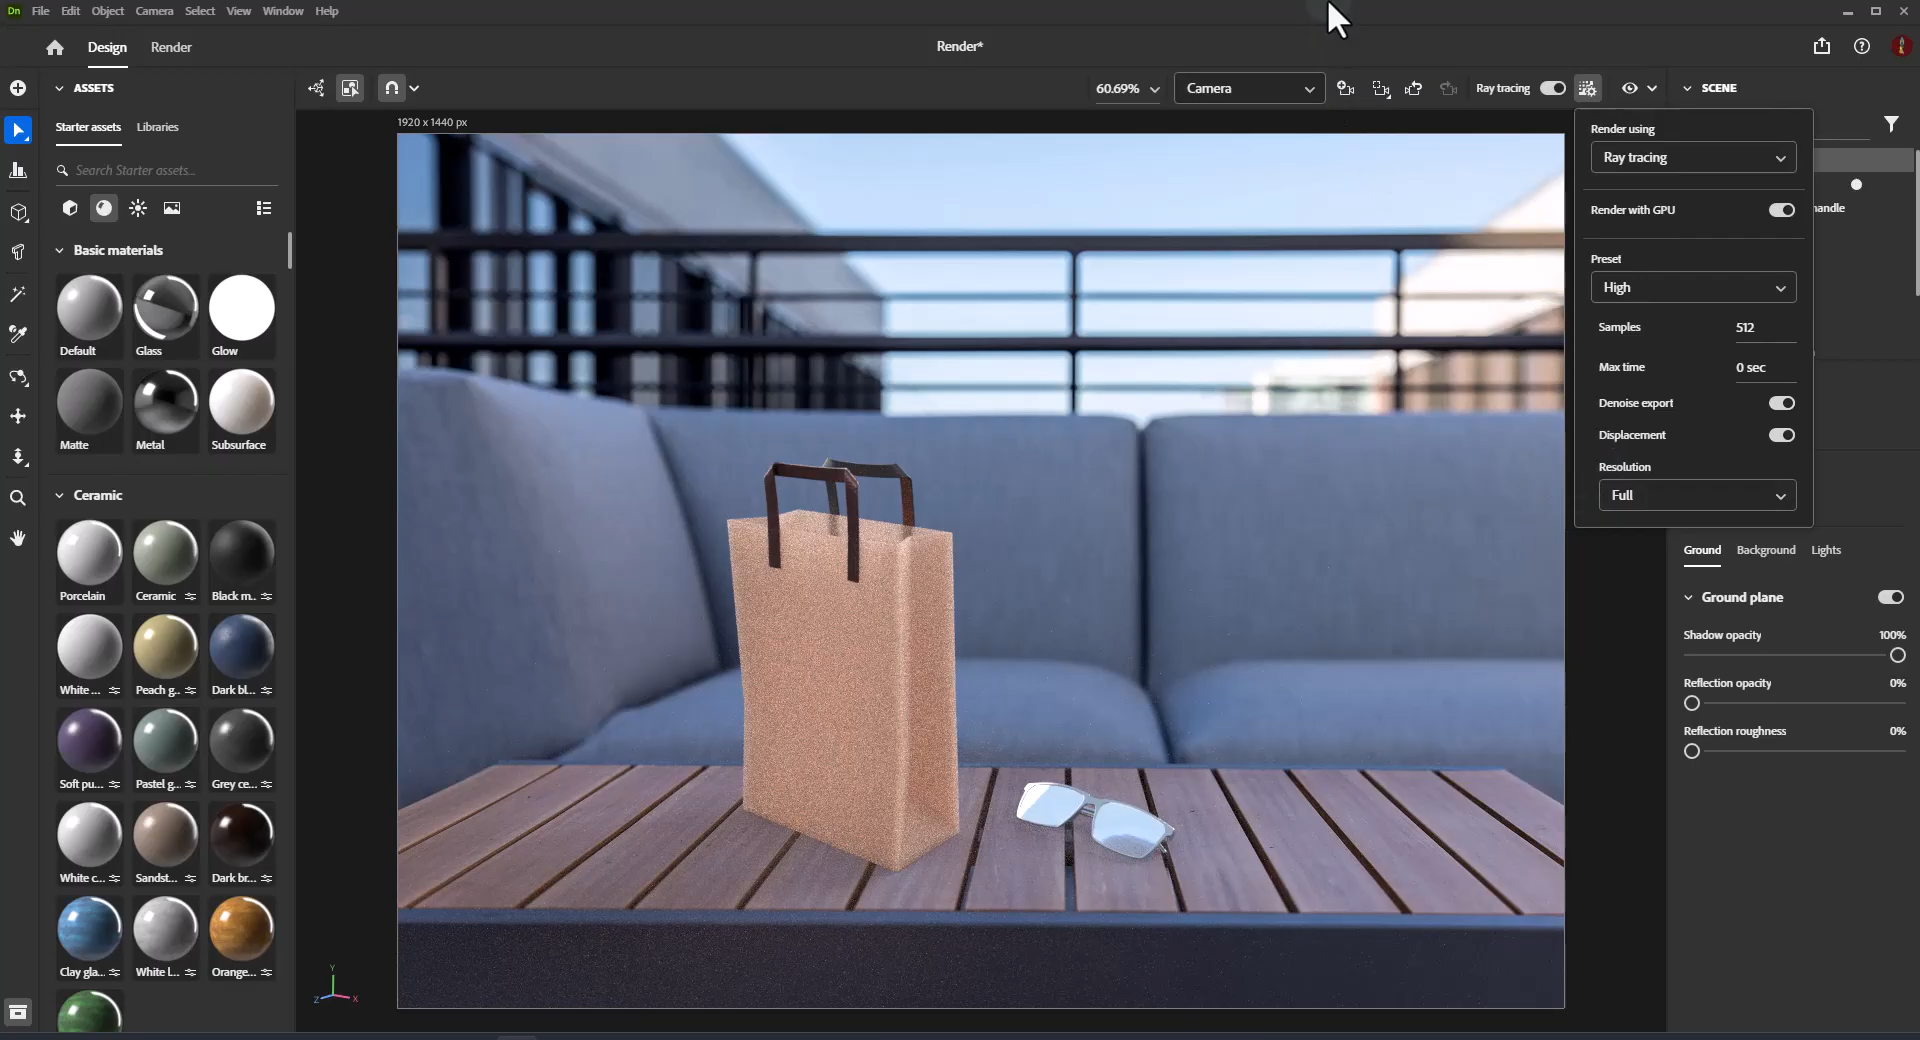 Dn File Edit Object Camera Select View Window Help
Design Render
Render*
ASSETS
Starter assets Libraries
Search Starter assets...
Basic materials
Default Glass Glow
Matte Metal Subsurface
Ceramic
Porcelain Ceramic Black m..
White ... Peach g.. Dark bl...
Soft pu... Pastel g... Grey ce...
White c... Sandst... Dark br...
Clay gla... White l... Orange...
60.69% Camera Ray tracing
1920 x 1440 px
Y
Z X
Render using
Ray tracing
Render with GPU
Preset
High
Samples 512
Max time 0 sec
Denoise export
Displacement
Resolution
Full
SCENE
handle
Ground Background Lights
Ground plane
Shadow opacity 100%
Reflection opacity 0%
Reflection roughness 0%